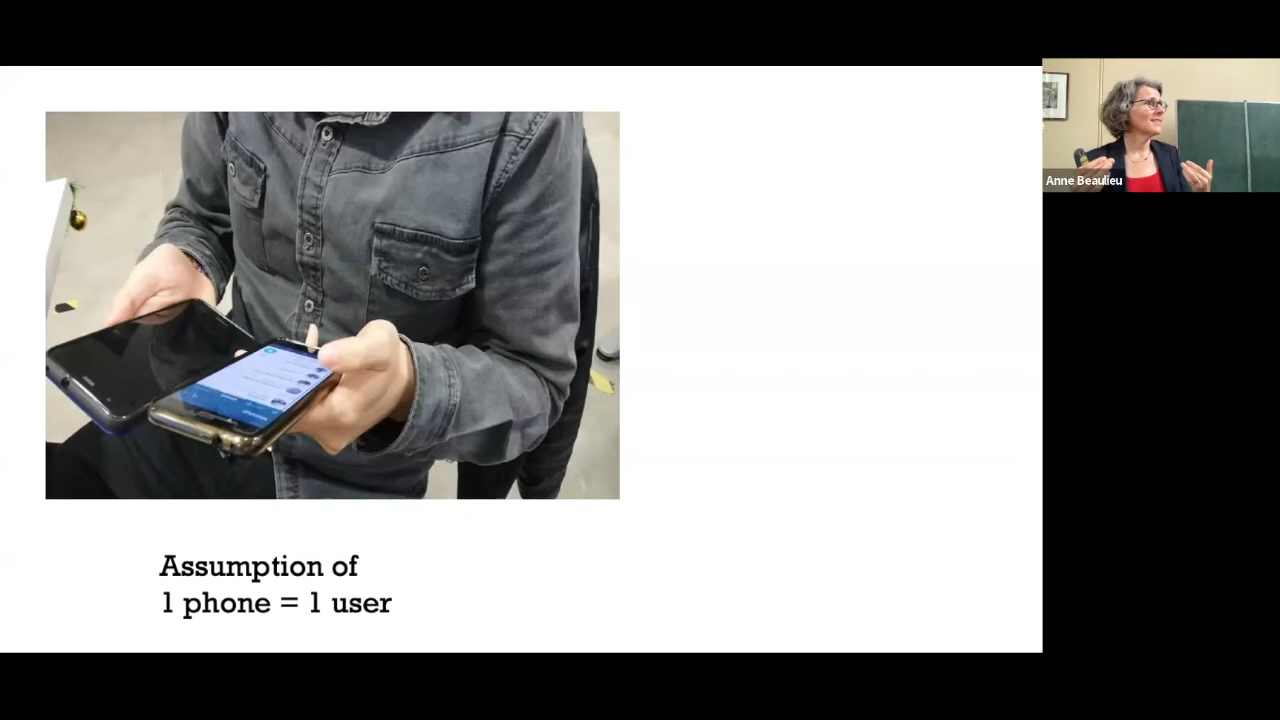 Anne Beaulieu
Assumption of
1 phone = 1 user